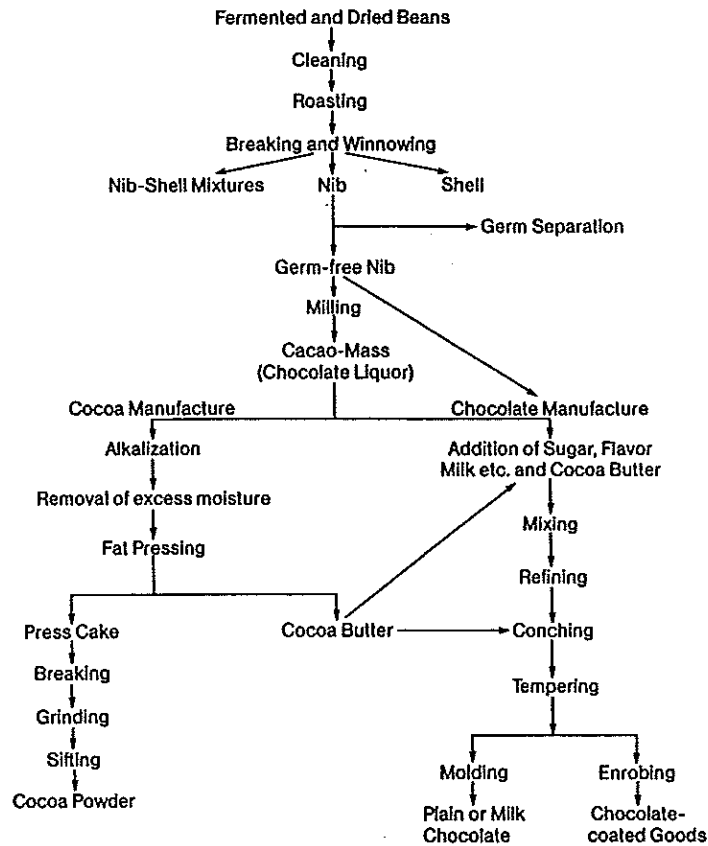 Fermented and Dried Beans
Cleaning
Roasting
Breaking and Winnowing
Nib-Shell Mixtures
Nib
Shell
Germ Separation
Germ-free Nib
Milling
Cacao-Mass
(Chocolate Liquor)
Cocoa Manufacture
Chocolate Manufacture
Alkalization
Addition of Sugar, Flavor
Milk etc. and Cocoa Butter
Removal of excess moisture
Mixing
Fat Pressing
Refining
Press Cake
Cocoa Butter
Conching
Breaking
Tempering
Grinding
Sifting
Molding
Enrobing
Cocoa Powder
Plain or Milk
Chocolate
Chocolate-
coated Goods